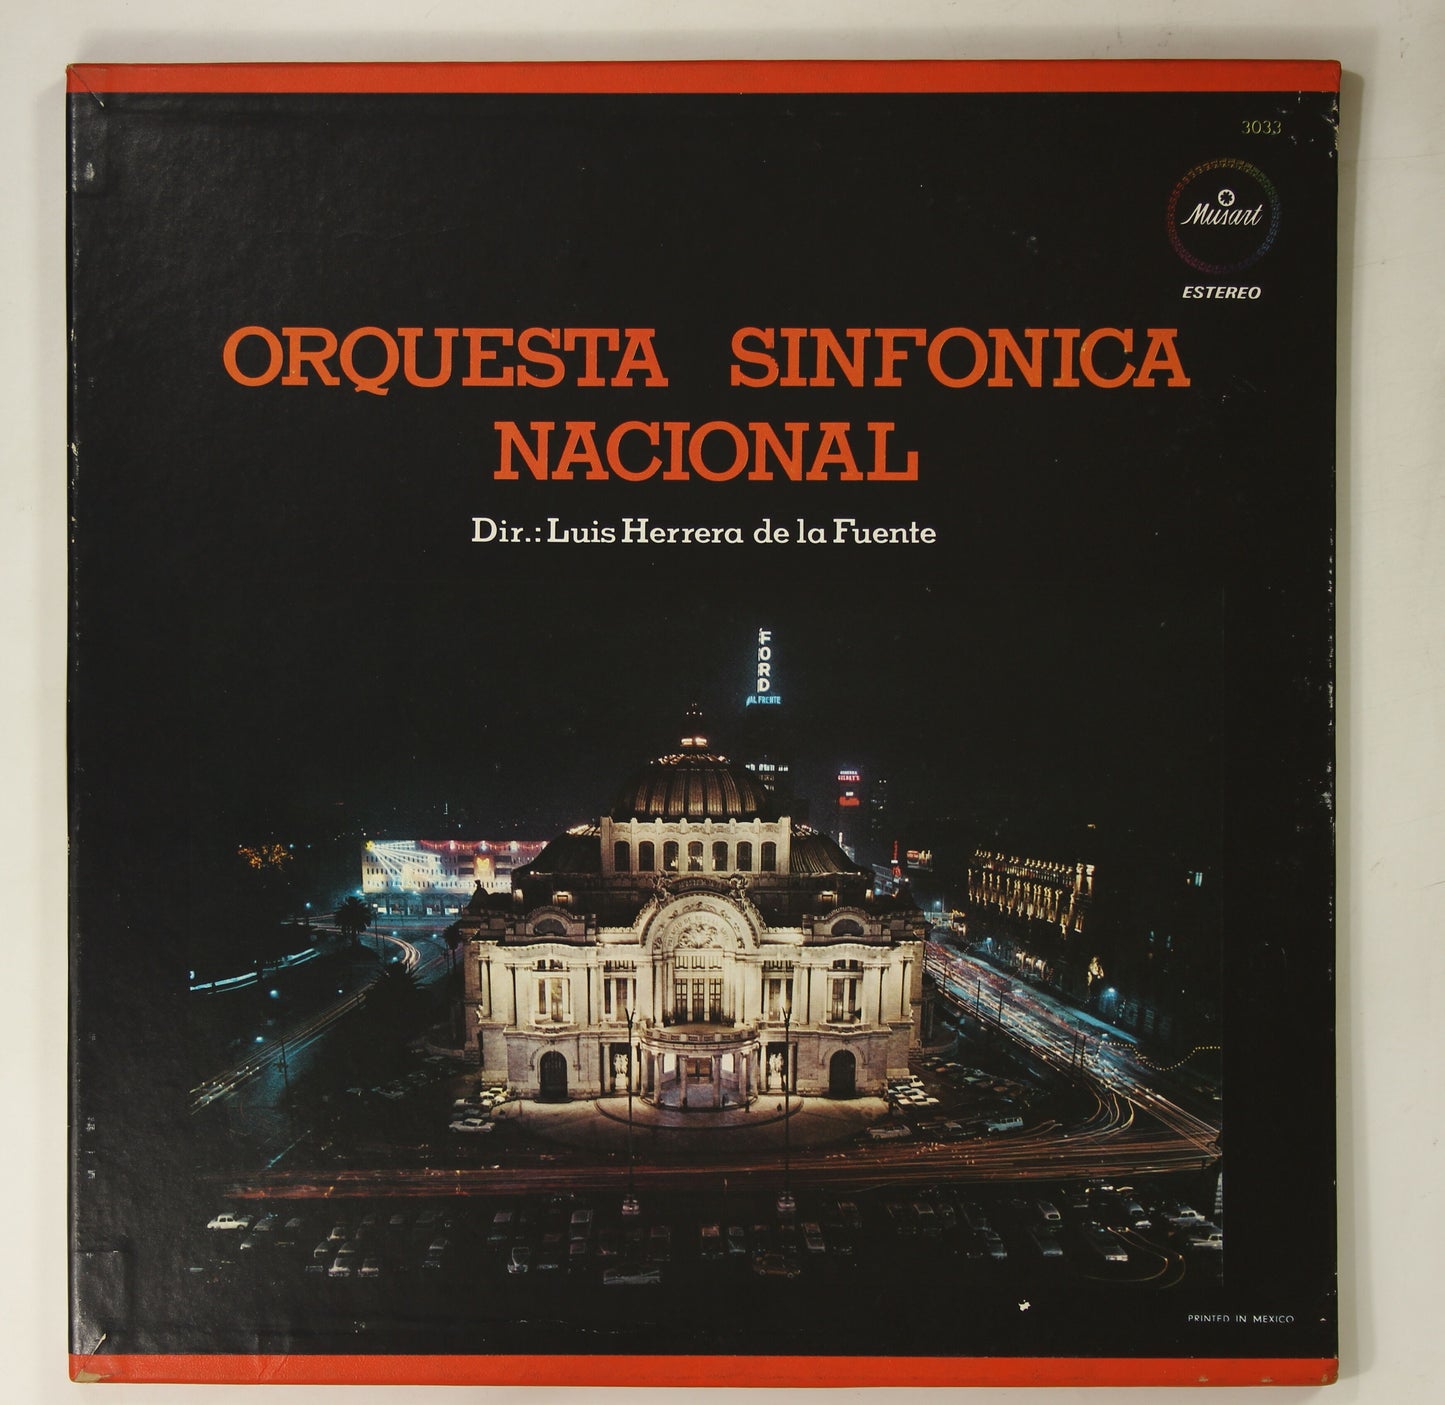 3033
Musart
ESTEREO
ORQUESTA SINFONICA
NACIONAL
Dir.: Luis Herrera de la Fuente
FORD
AL FRENTE
PRINTED IN MEXICO